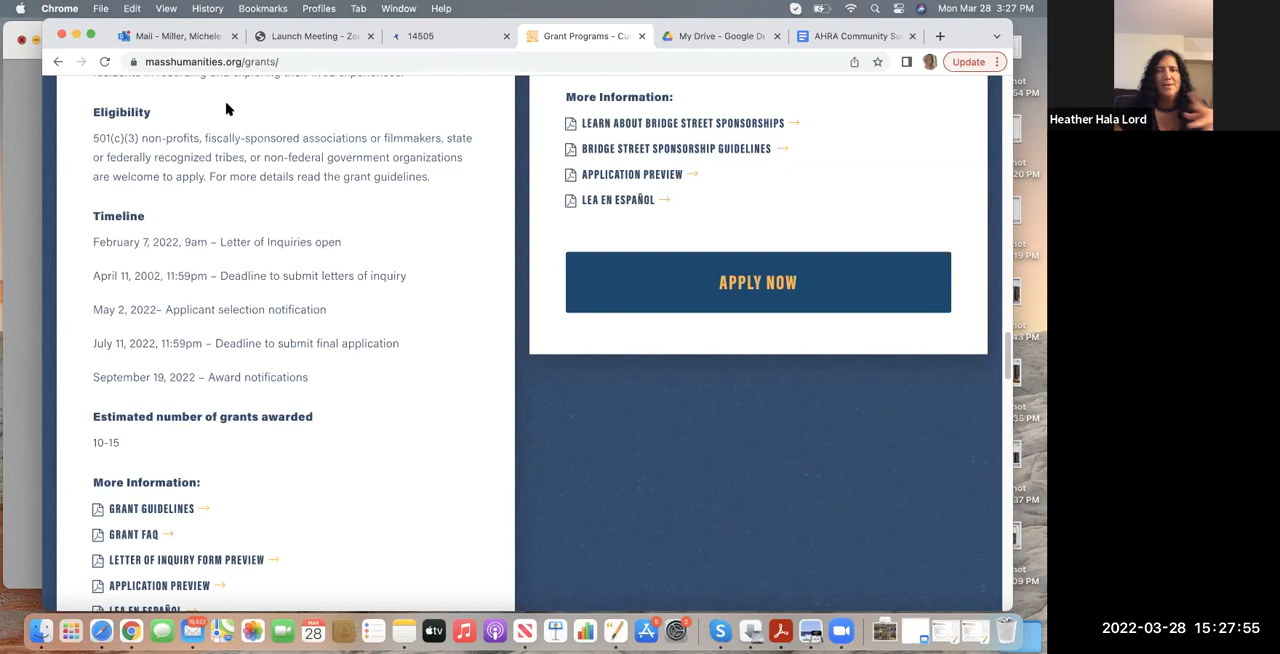 Chrome File Edit View History Bookmarks Profiles Tab Window Help Mon Mar 28 3:27 PM
Mail - Miller, Michele
Launch Meeting - Zo
14505
Grant Programs - Cu
My Drive - Google Dr
AHRA Community Su
masshumanities.org/grants/
Update
Eligibility
501(c)(3) non-profits, fiscally-sponsored associations or filmmakers, state
or federally recognized tribes, or non-federal government organizations
are welcome to apply. For more details read the grant guidelines.
Timeline
February 7, 2022, 9am – Letter of Inquiries open
April 11, 2002, 11:59pm – Deadline to submit letters of inquiry
May 2, 2022– Applicant selection notification
July 11, 2022, 11:59pm – Deadline to submit final application
September 19, 2022 – Award notifications
Estimated number of grants awarded
10-15
More Information:
GRANT GUIDELINES →
GRANT FAQ →
LETTER OF INQUIRY FORM PREVIEW →
APPLICATION PREVIEW →
LEA EN ESPAÑOL
More Information:
LEARN ABOUT BRIDGE STREET SPONSORSHIPS →
BRIDGE STREET SPONSORSHIP GUIDELINES →
APPLICATION PREVIEW →
LEA EN ESPAÑOL →
APPLY NOW
Heather Hala Lord
2022-03-28 15:27:55